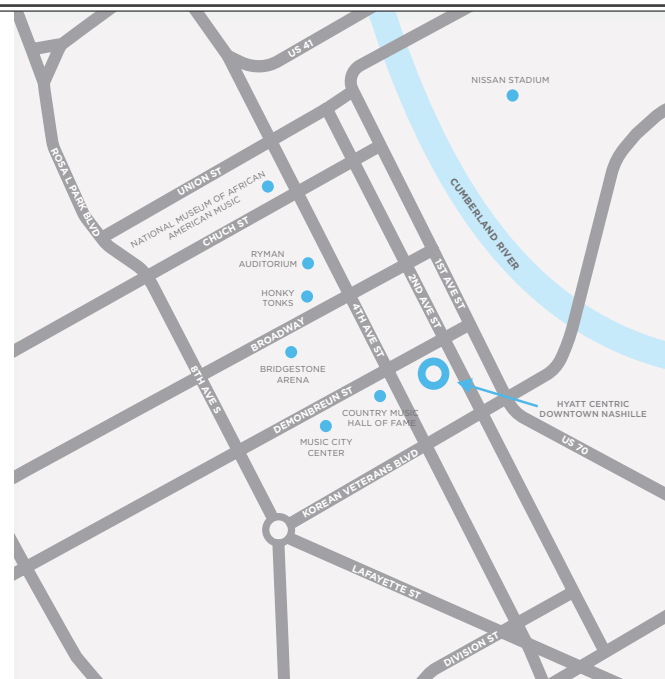 US 41
NISSAN STADIUM
ROSA L PARK BLVD
UNION ST
NATIONAL MUSEUM OF AFRICAN
AMERICAN MUSIC
CHUCH ST
CUMBERLAND RIVER
RYMAN
AUDITORIUM
HONKY
TONKS
1ST AVE ST
2ND AVE ST
4TH AVE ST
BROADWAY
BRIDGESTONE
ARENA
8TH AVE S
DEMONBREUN ST
COUNTRY MUSIC
HALL OF FAME
HYATT CENTRIC
DOWNTOWN NASHILLE
MUSIC CITY
CENTER
US 70
KOREAN VETERANS BLVD
LAFAYETTE ST
DIVISION ST